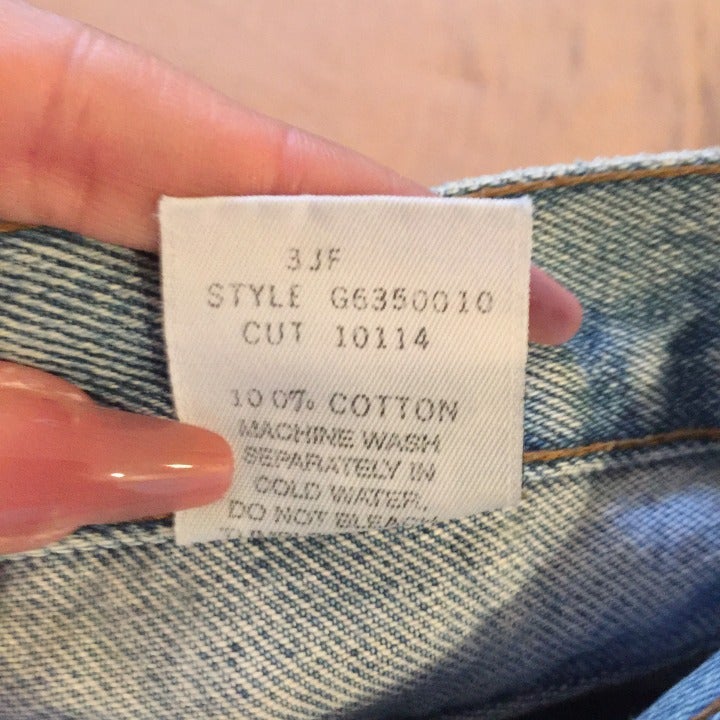 3JF
STYLE G6350010
CUT 10114
100% COTTON
MACHINE WASH
SEPARATELY IN
COLD WATER.
DO NOT BLEACH